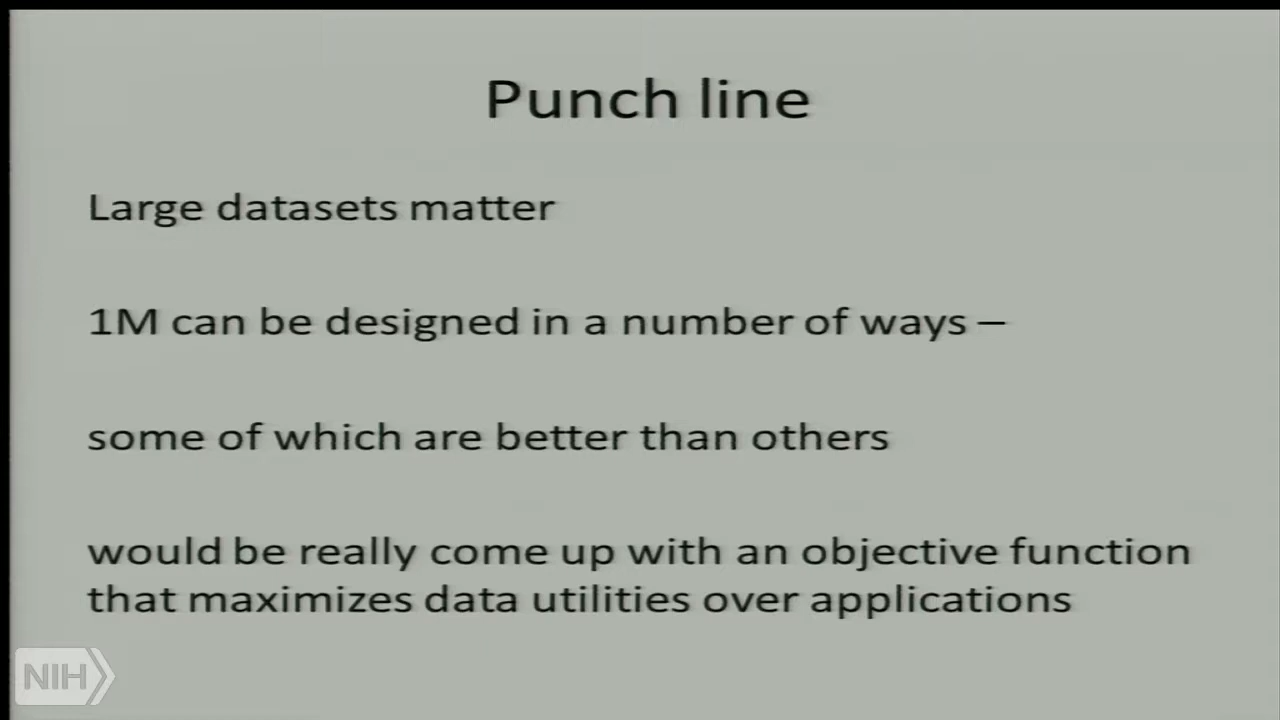 Punch line
Large datasets matter
1M can be designed in a number of ways –
some of which are better than others
would be really come up with an objective function
that maximizes data utilities over applications
NIH